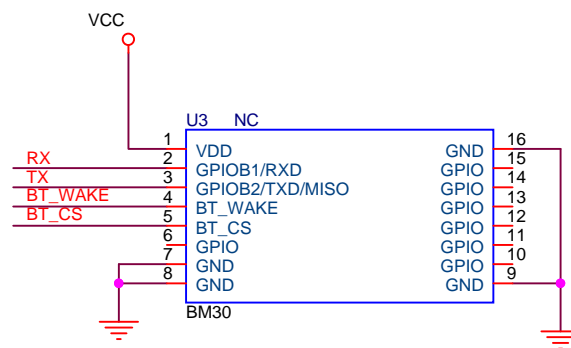 VCC
U3 NC
1 VDD GND 16
RX 2 GPIOB1/RXD GPIO 15
TX 3 GPIOB2/TXD/MISO GPIO 14
BT_WAKE 4 BT_WAKE GPIO 13
BT_CS 5 BT_CS GPIO 12
6 GPIO GPIO 11
7 GND GPIO 10
8 GND GND 9
BM30